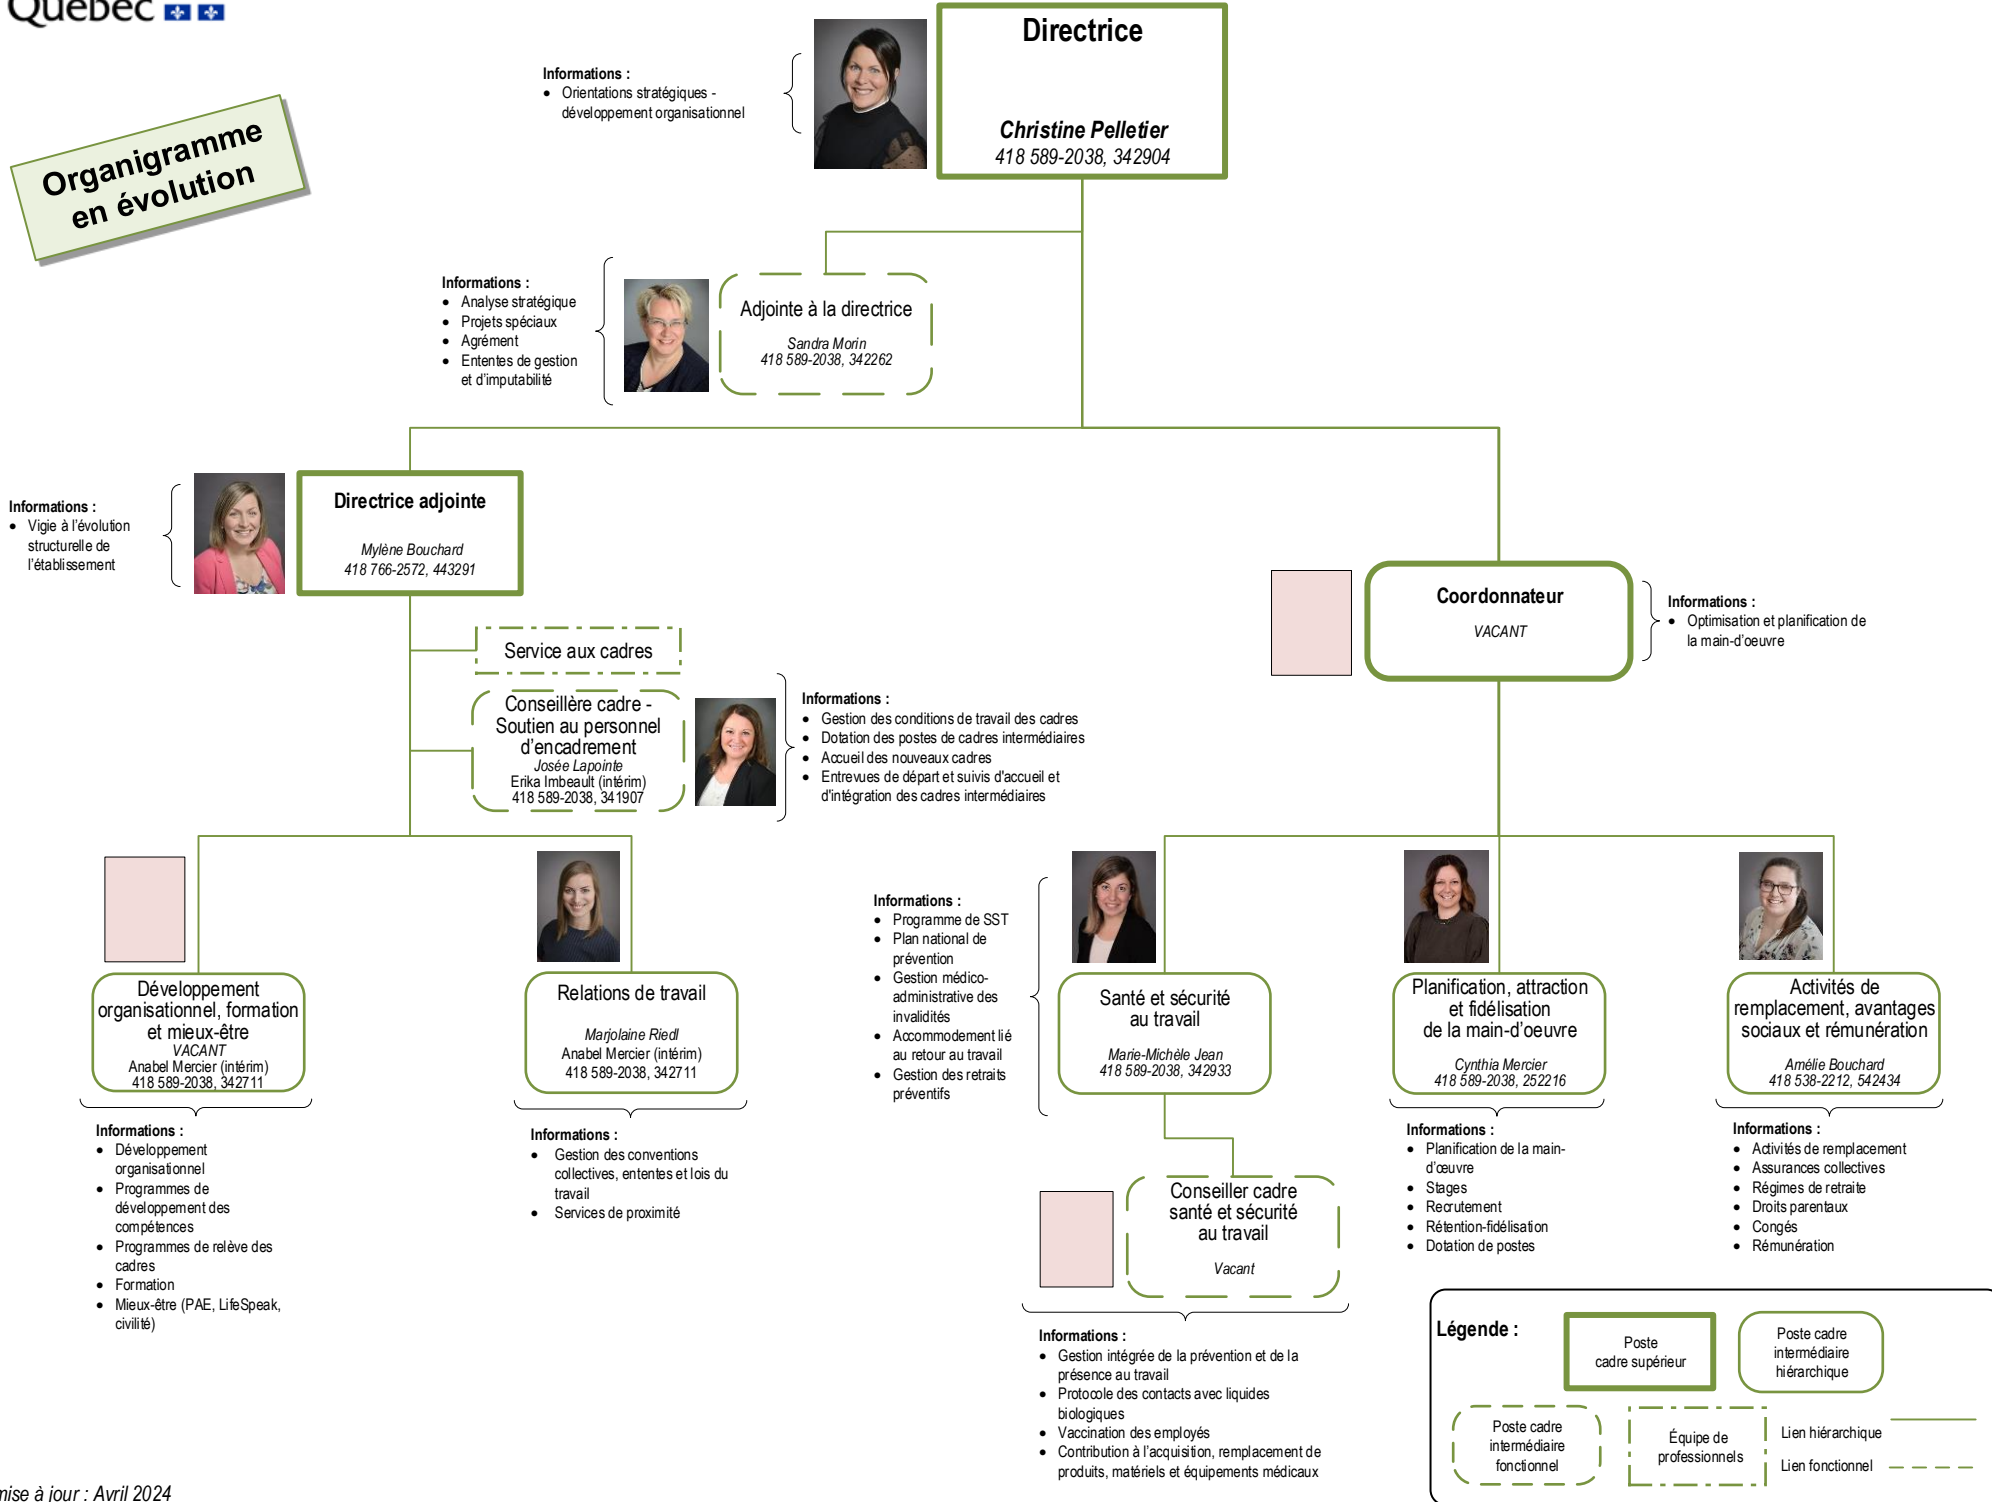 Québec
Organigramme
en évolution
Directrice
Christine Pelletier
418 589-2038, 342904
Informations :
• Orientations stratégiques -
développement organisationnel
Informations :
• Analyse stratégique
• Projets spéciaux
• Agrément
• Ententes de gestion
et d'imputabilité
Adjointe à la directrice
Sandra Morin
418 589-2038, 342262
Informations :
• Vigie à l'évolution
structurelle de
l'établissement
Directrice adjointe
Mylène Bouchard
418 766-2572, 443291
Coordonnateur
VACANT
Informations :
• Optimisation et planification de
la main-d'oeuvre
Service aux cadres
Conseillère cadre -
Soutien au personnel
d'encadrement
Josée Lapointe
Erika Imbeault (intérim)
418 589-2038, 341907
Informations :
• Gestion des conditions de travail des cadres
• Dotation des postes de cadres intermédiaires
• Accueil des nouveaux cadres
• Entrevues de départ et suivis d'accueil et
d'intégration des cadres intermédiaires
Développement
organisationnel, formation
et mieux-être
VACANT
Anabel Mercier (intérim)
418 589-2038, 342711
Informations :
• Développement
organisationnel
• Programmes de
développement des
compétences
• Programmes de relève des
cadres
• Formation
• Mieux-être (PAE, LifeSpeak,
civilité)
Relations de travail
Marjolaine Riedl
Anabel Mercier (intérim)
418 589-2038, 342711
Informations :
• Gestion des conventions
collectives, ententes et lois du
travail
• Services de proximité
Informations :
• Programme de SST
• Plan national de
prévention
• Gestion médico-
administrative des
invalidités
• Accommodement lié
au retour au travail
• Gestion des retraits
préventifs
Santé et sécurité
au travail
Marie-Michèle Jean
418 589-2038, 342933
Conseiller cadre
santé et sécurité
au travail
Vacant
Informations :
• Gestion intégrée de la prévention et de la
présence au travail
• Protocole des contacts avec liquides
biologiques
• Vaccination des employés
• Contribution à l'acquisition, remplacement de
produits, matériels et équipements médicaux
Planification, attraction
et fidélisation
de la main-d'oeuvre
Cynthia Mercier
418 589-2038, 252216
Informations :
• Planification de la main-
d'œuvre
• Stages
• Recrutement
• Rétention-fidélisation
• Dotation de postes
Activités de
remplacement, avantages
sociaux et rémunération
Amélie Bouchard
418 538-2212, 542434
Informations :
• Activités de remplacement
• Assurances collectives
• Régimes de retraite
• Droits parentaux
• Congés
• Rémunération
Légende :
Poste
cadre supérieur
Poste cadre
intermédiaire
hiérarchique
Poste cadre
intermédiaire
fonctionnel
Équipe de
professionnels
Lien hiérarchique
Lien fonctionnel
mise à jour : Avril 2024